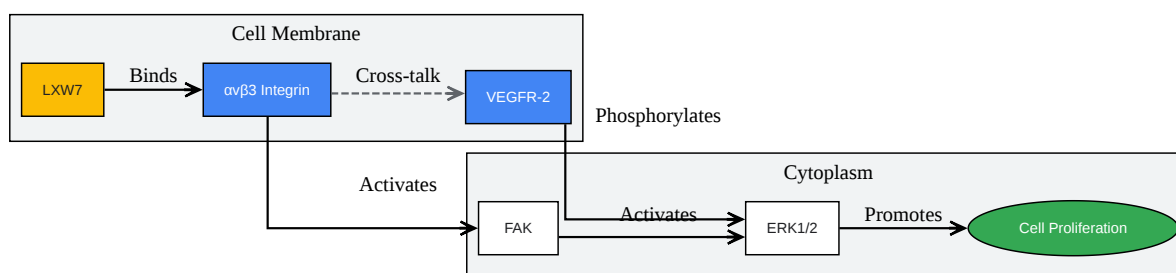 Cell Membrane
LXW7
Binds
αvβ3 Integrin
Cross-talk
VEGFR-2
Phosphorylates
Activates
Cytoplasm
FAK
Activates
ERK1/2
Promotes
Cell Proliferation